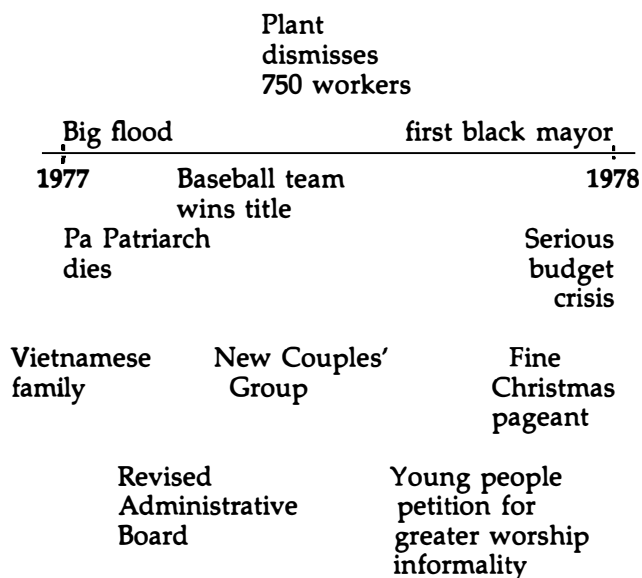 Plant
dismisses
750 workers
Big flood
first black mayor
1977
Baseball team
wins title
1978
Pa Patriarch
dies
Serious
budget
crisis
Vietnamese
family
New Couples'
Group
Fine
Christmas
pageant
Revised
Administrative
Board
Young people
petition for
greater worship
informality